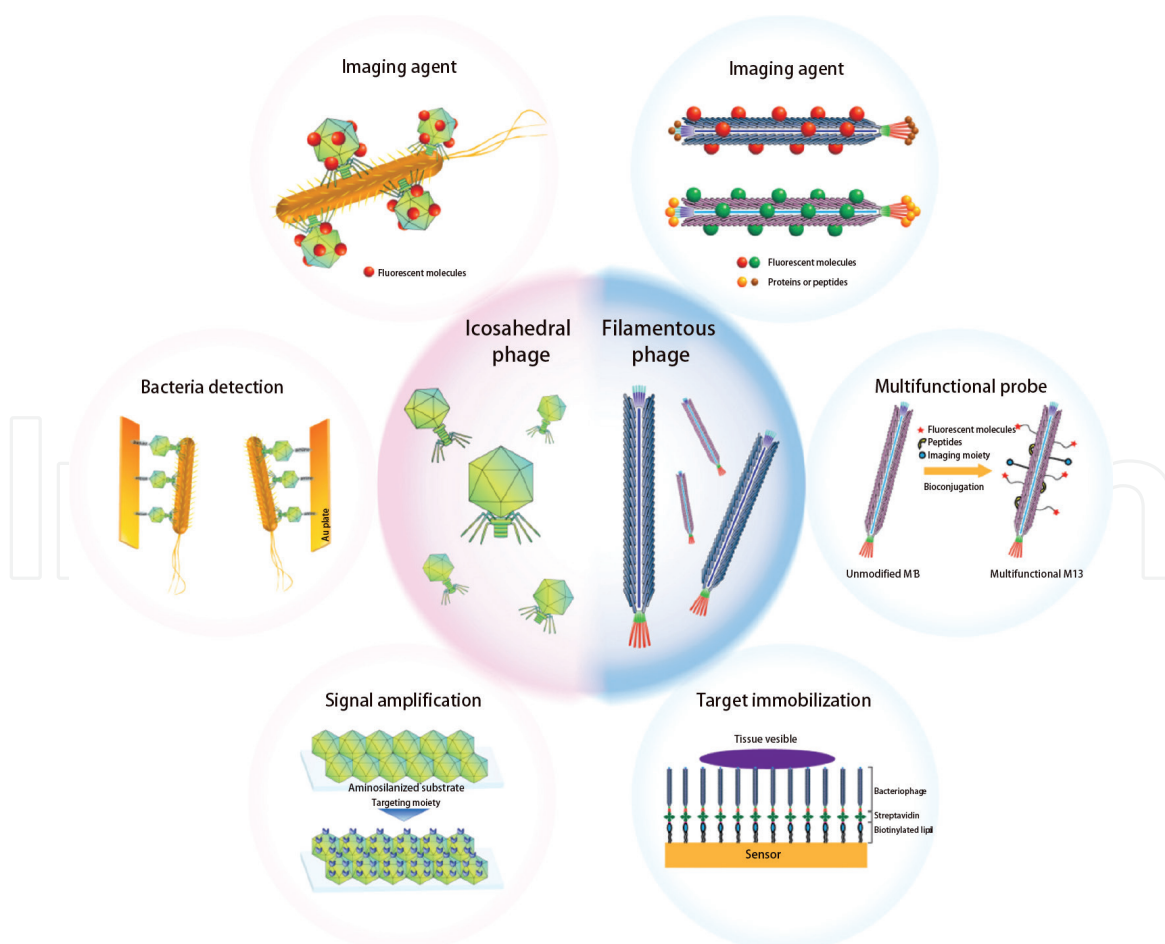 Imaging agent
Fluorescent molecules
Imaging agent
Fluorescent molecules
Proteins or peptides
Icosahedral
phage
Filamentous
phage
Bacteria detection
Au plate
Multifunctional probe
Fluorescent molecules
Peptides
Imaging moiety
Bioconjugation
Unmodified M13
Multifunctional M13
Signal amplification
Aminosilanized substrate
Targeting moiety
Target immobilization
Tissue vesible
Bacteriophage
Streptavidin
Biotinylated lipil
Sensor